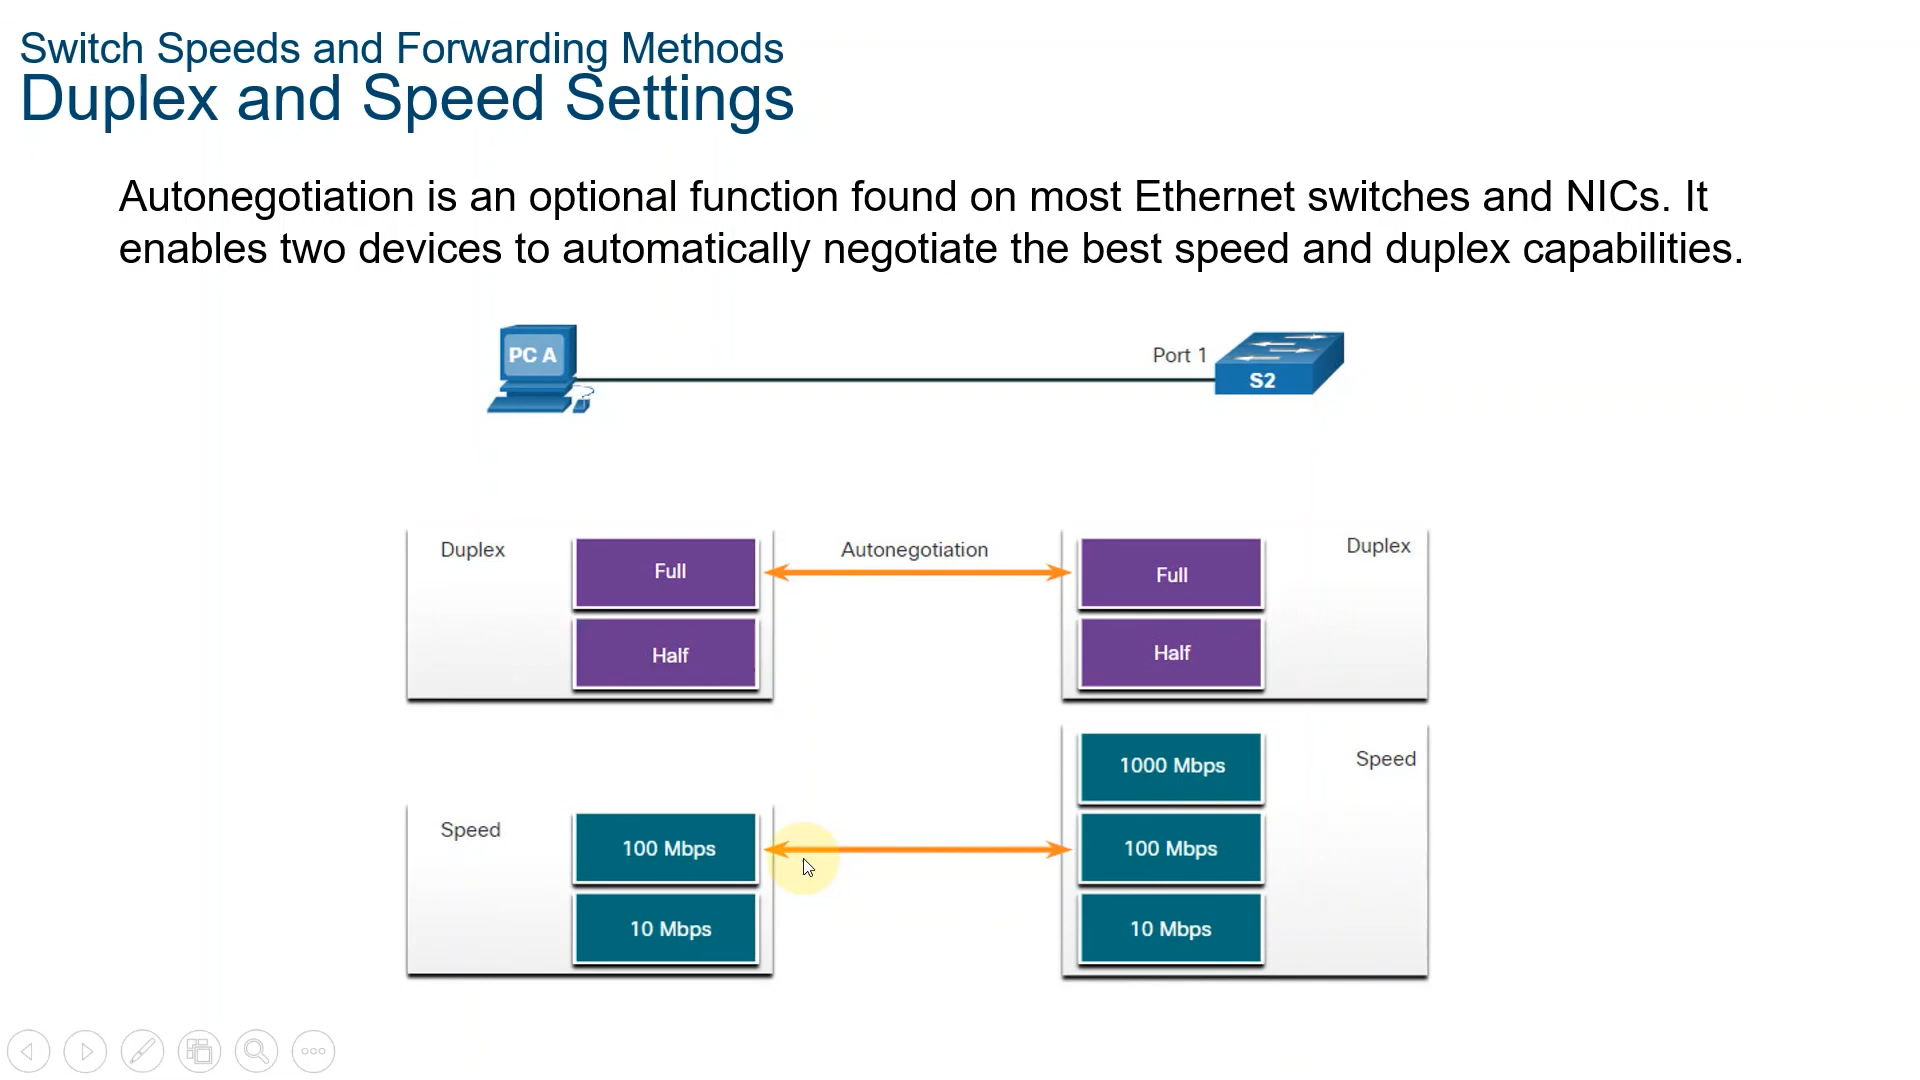 Switch Speeds and Forwarding Methods
Duplex and Speed Settings
Autonegotiation is an optional function found on most Ethernet switches and NICs. It
enables two devices to automatically negotiate the best speed and duplex capabilities.
PC A
Port 1
S2
Duplex
Full
Half
Autonegotiation
Full
Half
Duplex
Speed
100 Mbps
10 Mbps
1000 Mbps
100 Mbps
10 Mbps
Speed